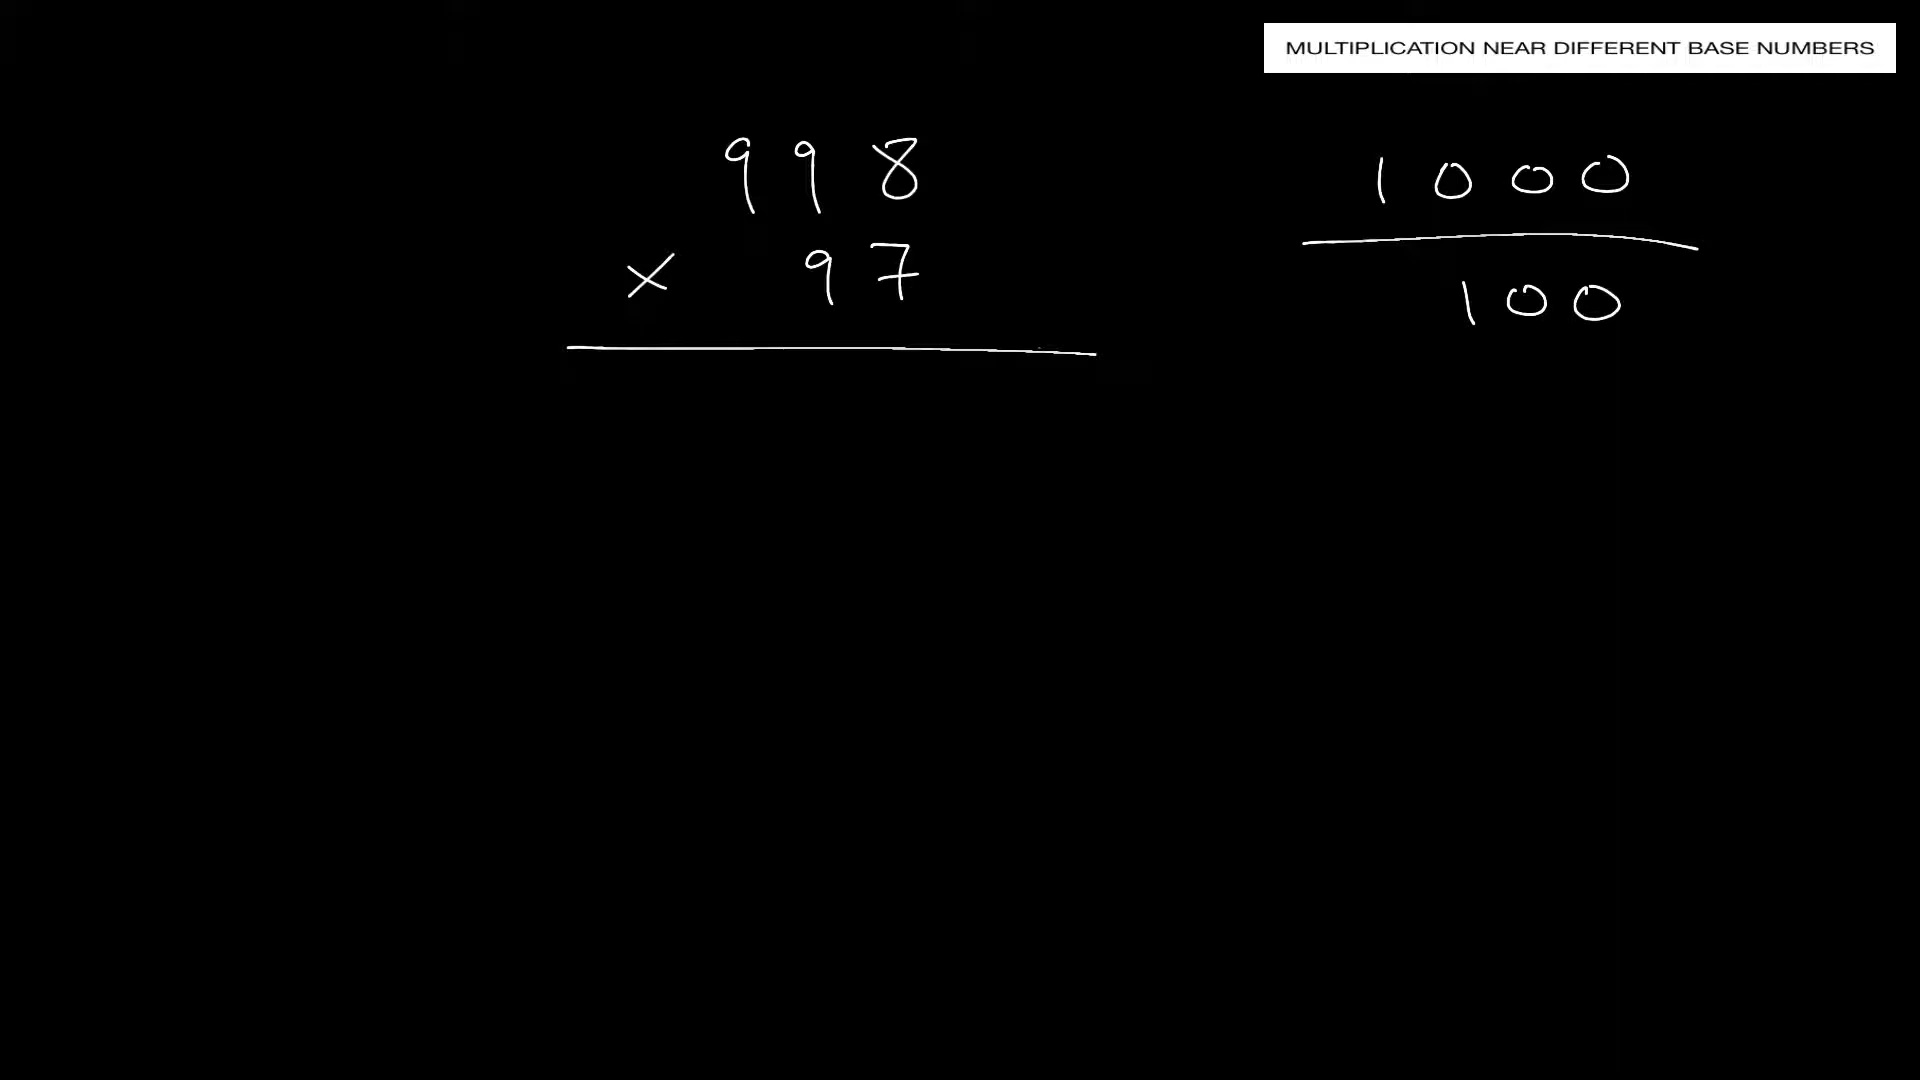 MULTIPLICATION NEAR DIFFERENT BASE NUMBERS
998
× 97
1000
100